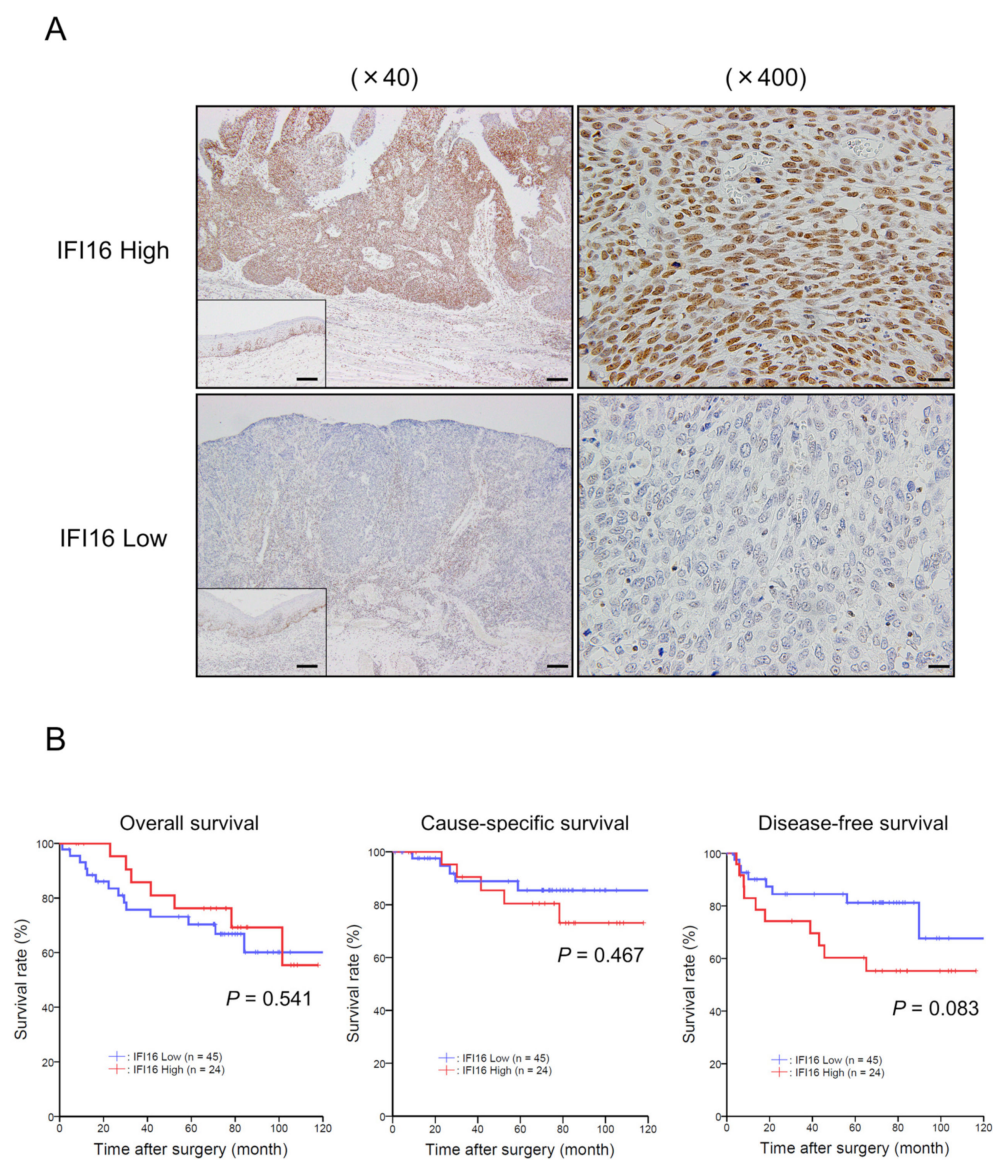 A
(×40)
(×400)
IFI16 High
IFI16 Low
B
Overall survival
Survival rate (%)
100
80
60
40
20
0
P = 0.541
: IFI16 Low (n = 45)
: IFI16 High (n = 24)
0 20 40 60 80 100 120
Time after surgery (month)
Cause-specific survival
Survival rate (%)
100
80
60
40
20
0
P = 0.467
: IFI16 Low (n = 45)
: IFI16 High (n = 24)
0 20 40 60 80 100 120
Time after surgery (month)
Disease-free survival
Survival rate (%)
100
80
60
40
20
0
P = 0.083
: IFI16 Low (n = 45)
: IFI16 High (n = 24)
0 20 40 60 80 100 120
Time after surgery (month)